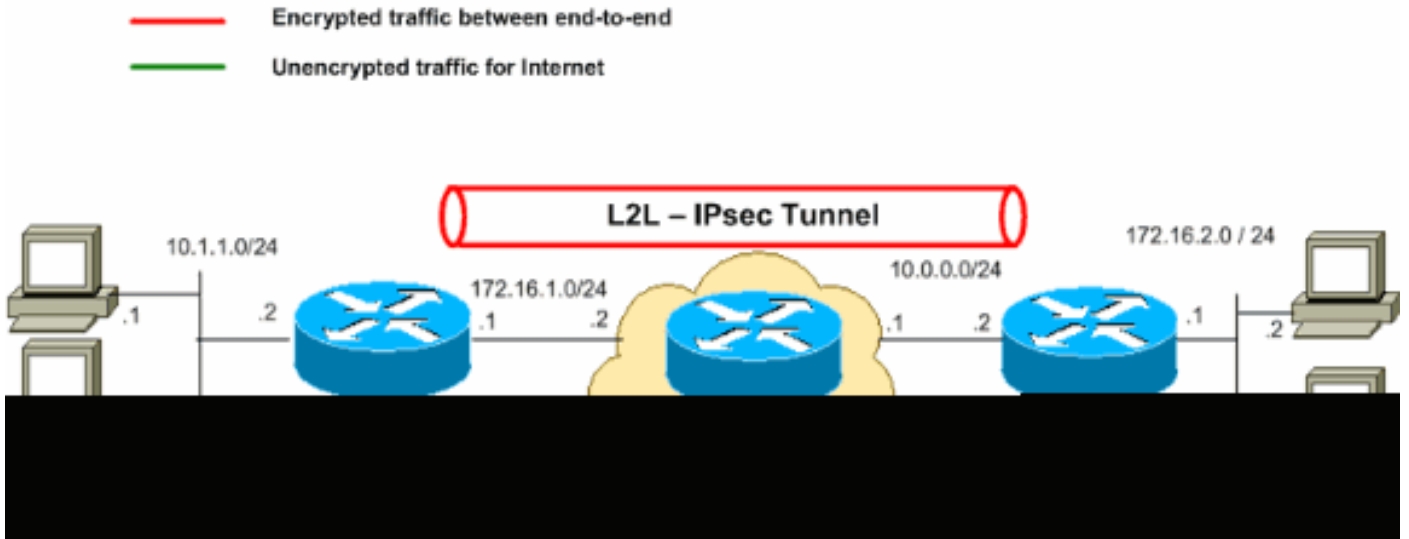 Encrypted traffic between end-to-end
Unencrypted traffic for Internet
L2L – IPsec Tunnel
10.1.1.0/24
172.16.1.0/24
10.0.0.0/24
172.16.2.0 / 24
.1
.2
.1
.2
.1
.2
.1
.2